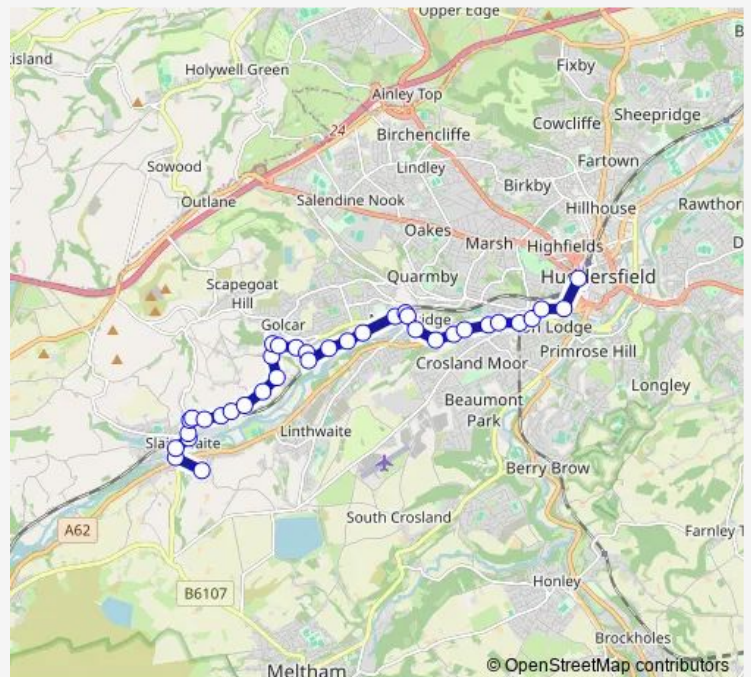 Upper Edge
Fixby
Holywell Green
Ainley Top
Sheepridge
Cowcliffe
24
Birchencliffe
Fartown
Sowood
Lindley
Birkby
Outlane
Salendine Nook
Hillhouse
Oakes
Marsh
Highfields
Scapegoat
Hill
Quarmby
Golcar
Primrose Hill
Crosland Moor
Longley
Beaumont
Park
Linthwaite
Berry Brow
South Crosland
A62
Honley
B6107
Brockholes
Meltham
© OpenStreetMap contributors